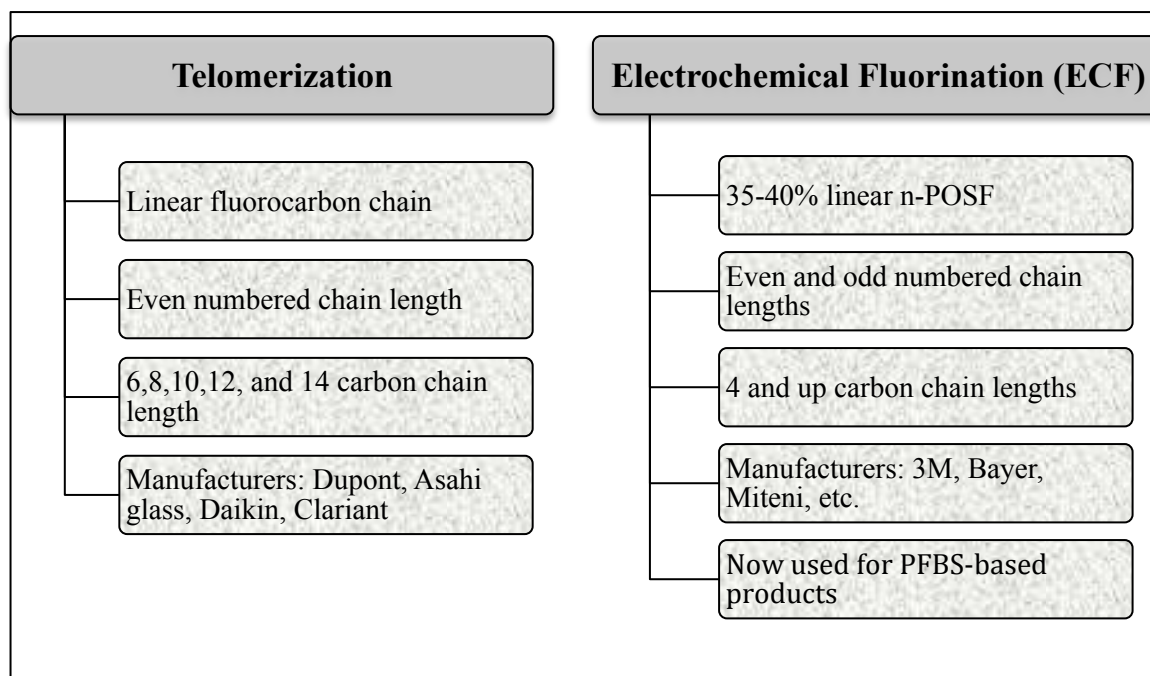 Telomerization
Linear fluorocarbon chain
Even numbered chain length
6,8,10,12, and 14 carbon chain
length
Manufacturers: Dupont, Asahi
glass, Daikin, Clariant
Electrochemical Fluorination (ECF)
35-40% linear n-POSF
Even and odd numbered chain
lengths
4 and up carbon chain lengths
Manufacturers: 3M, Bayer,
Miteni, etc.
Now used for PFBS-based
products